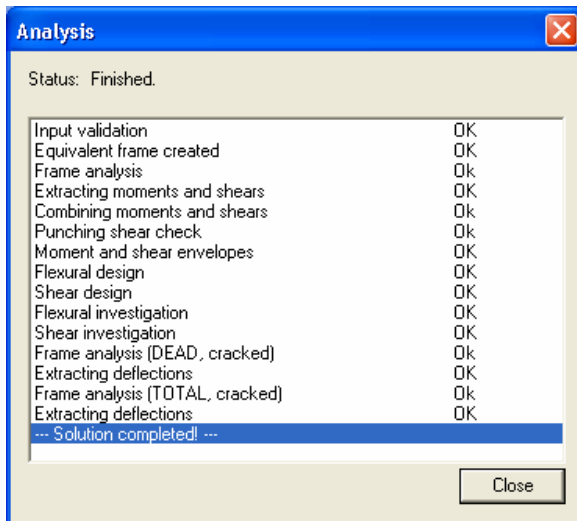 Analysis
Status: Finished.
Input validation OK
Equivalent frame created OK
Frame analysis Ok
Extracting moments and shears OK
Combining moments and shears Ok
Punching shear check Ok
Moment and shear envelopes OK
Flexural design OK
Shear design OK
Flexural investigation OK
Shear investigation OK
Frame analysis (DEAD, cracked) Ok
Extracting deflections OK
Frame analysis (TOTAL, cracked) Ok
Extracting deflections OK
--- Solution completed! ---
Close